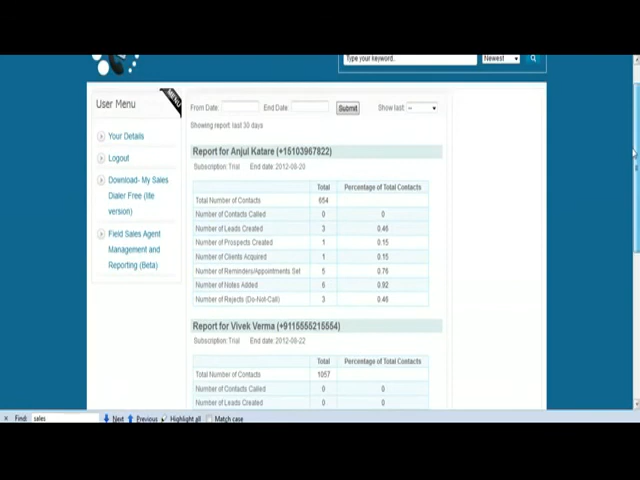 Type your keyword.. Newest
User Menu
MENU
Your Details
Logout
Download- My Sales
Dialer Free (lite
version)
Field Sales Agent
Management and
Reporting (Beta)
From Date: End Date: Submit Show last: --
Showing report: last 30 days
Report for Anjul Katare (+15103967822)
Subscription: Trial End date: 2012-08-20
Total Percentage of Total Contacts
Total Number of Contacts 654
Number of Contacts Called 0 0
Number of Leads Created 3 0.46
Number of Prospects Created 1 0.15
Number of Clients Acquired 1 0.15
Number of Reminders/Appointments Set 5 0.76
Number of Notes Added 6 0.92
Number of Rejects (Do-Not-Call) 3 0.46
Report for Vivek Verma (+9115555215554)
Subscription: Trial End date: 2012-08-22
Total Percentage of Total Contacts
Total Number of Contacts 1057
Number of Contacts Called 0 0
Number of Leads Created 0 0
Find: sales Next Previous Highlight all Match case